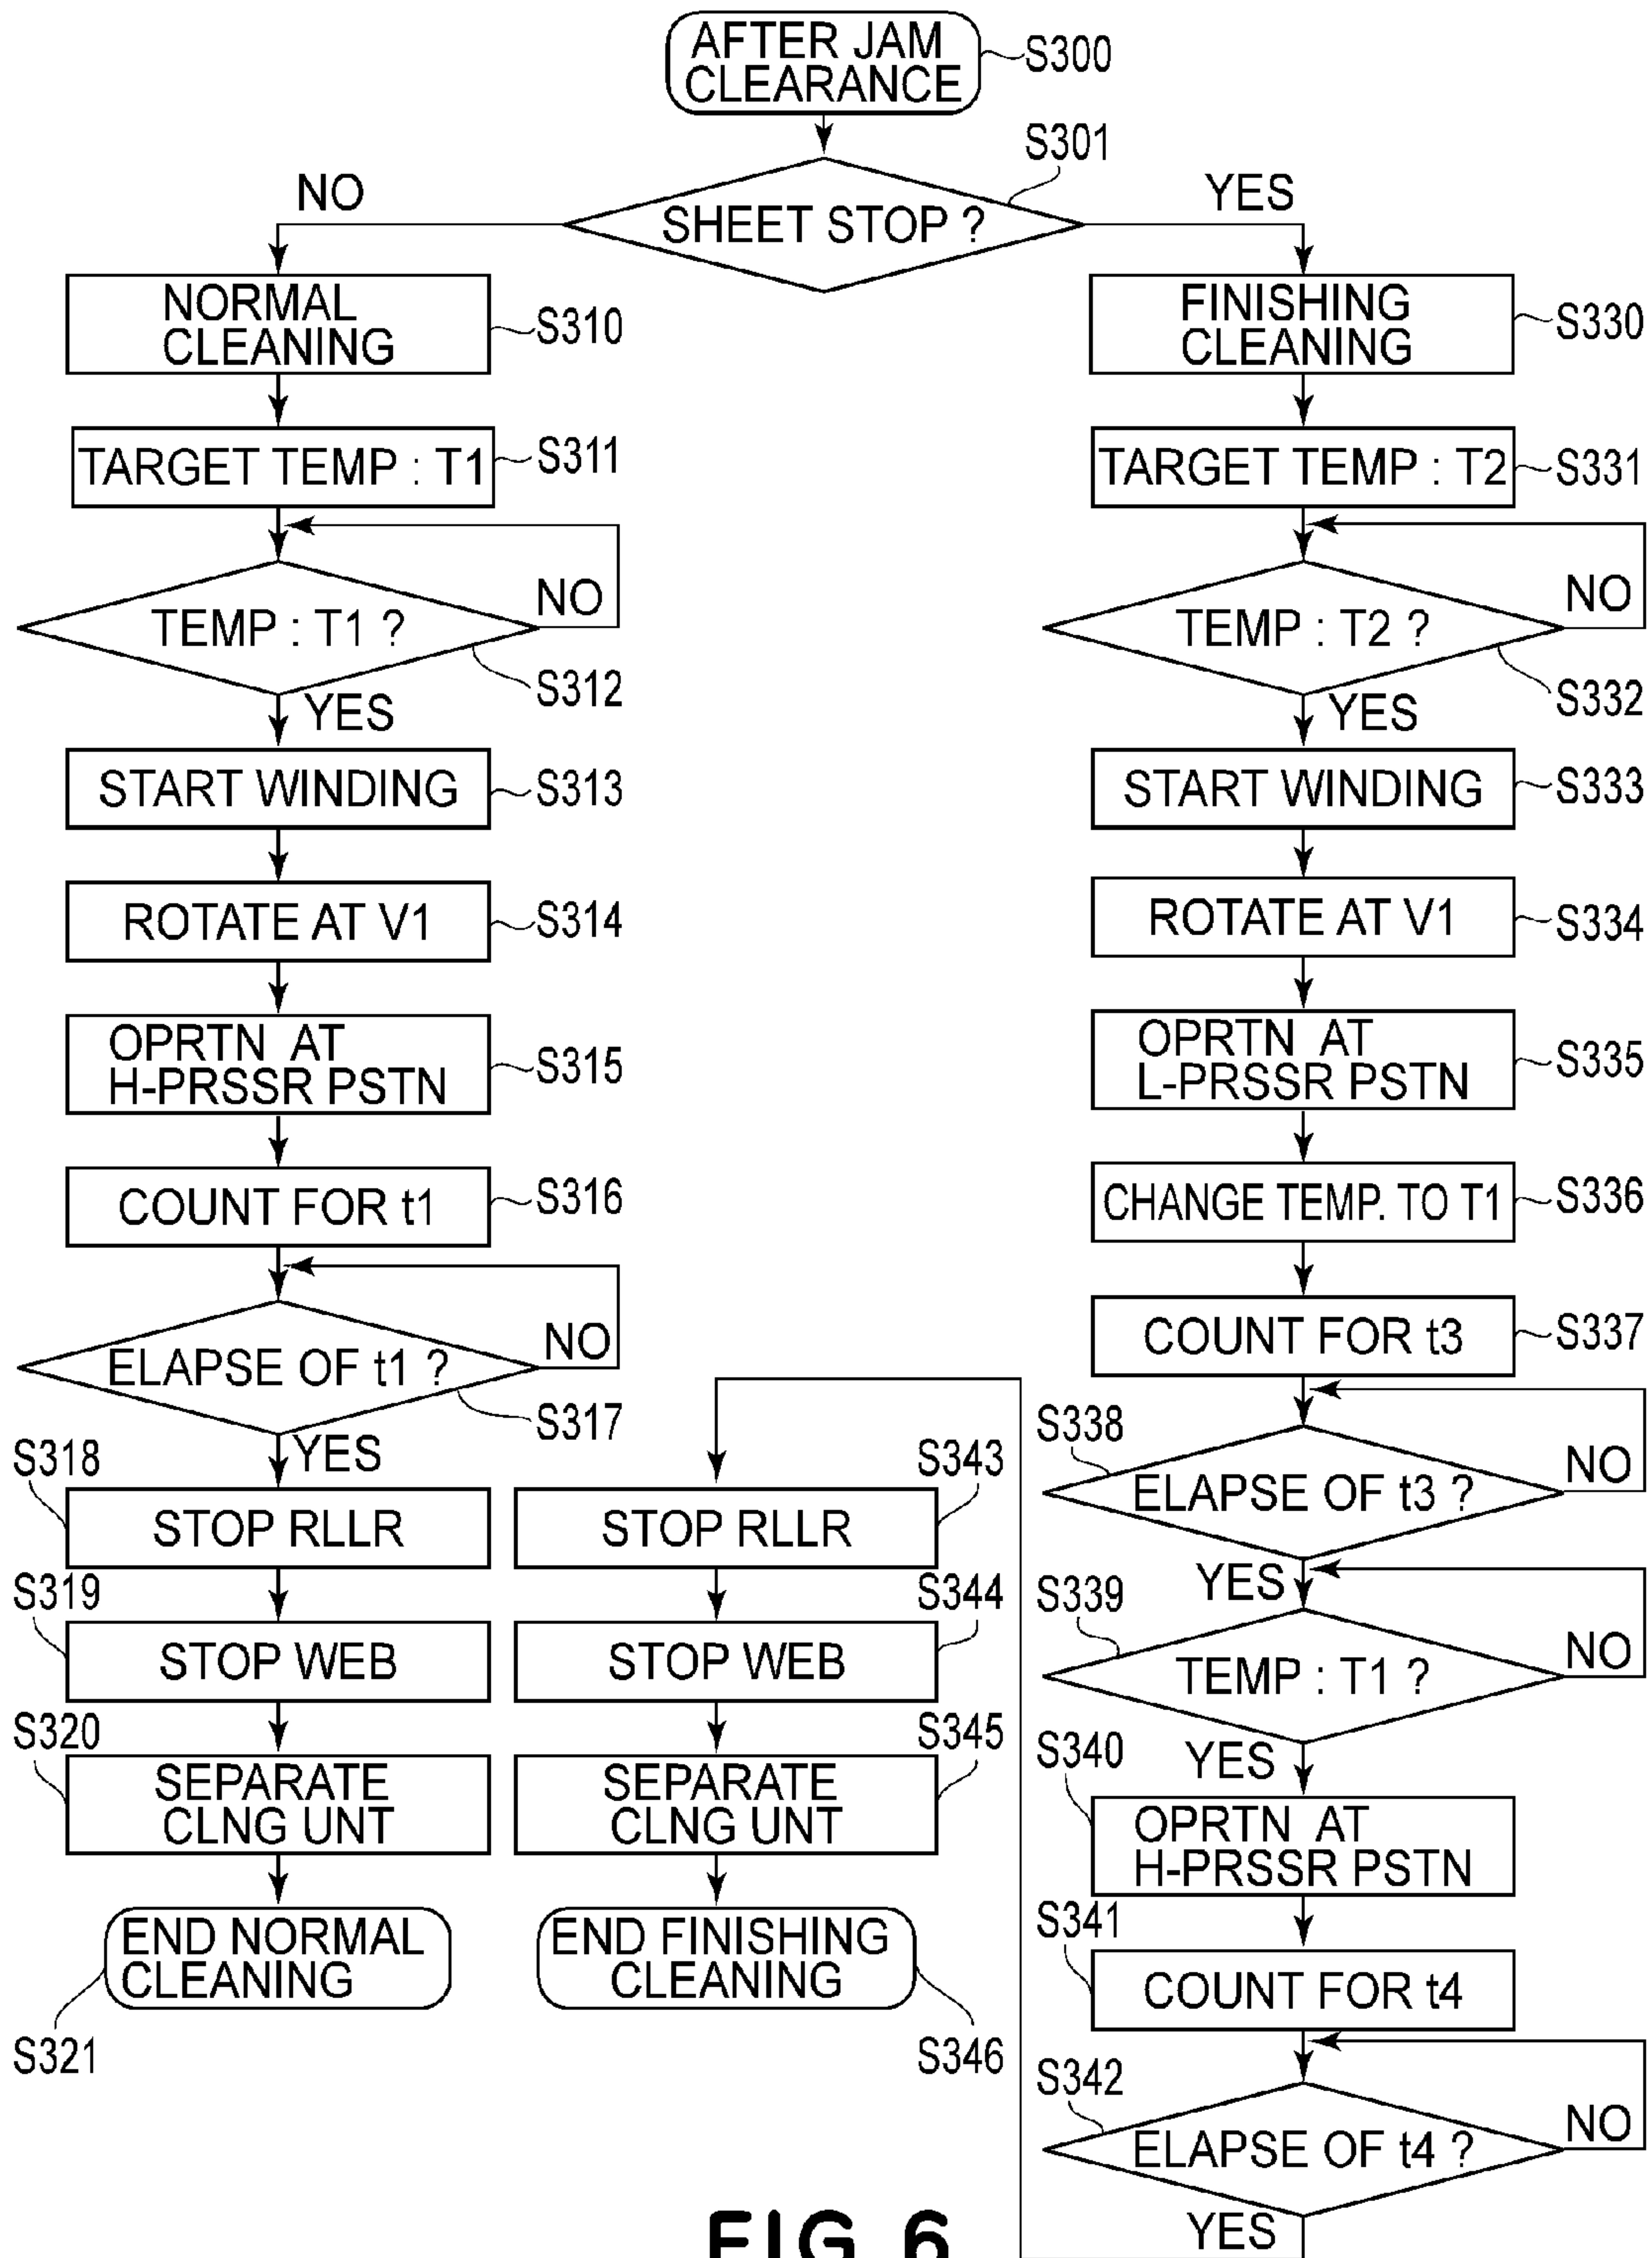 AFTER JAM
CLEARANCE
S300
S301
SHEET STOP ?
NO
YES
NORMAL
CLEANING
S310
TARGET TEMP : T1
S311
TEMP : T1 ?
NO
S312
YES
START WINDING
S313
ROTATE AT V1
S314
OPRTN AT
H-PRSSR PSTN
S315
COUNT FOR t1
S316
ELAPSE OF t1 ?
NO
S317
YES
S318
STOP RLLR
S319
STOP WEB
S320
SEPARATE
CLNG UNT
END NORMAL
CLEANING
S321
FINISHING
CLEANING
S330
TARGET TEMP : T2
S331
TEMP : T2 ?
NO
S332
YES
START WINDING
S333
ROTATE AT V1
S334
OPRTN AT
L-PRSSR PSTN
S335
CHANGE TEMP. TO T1
S336
COUNT FOR t3
S337
S338
ELAPSE OF t3 ?
NO
YES
S339
TEMP : T1 ?
NO
YES
S340
OPRTN AT
H-PRSSR PSTN
S341
COUNT FOR t4
S342
ELAPSE OF t4 ?
NO
YES
S343
STOP RLLR
S344
STOP WEB
S345
SEPARATE
CLNG UNT
END FINISHING
CLEANING
S346
FIG 6